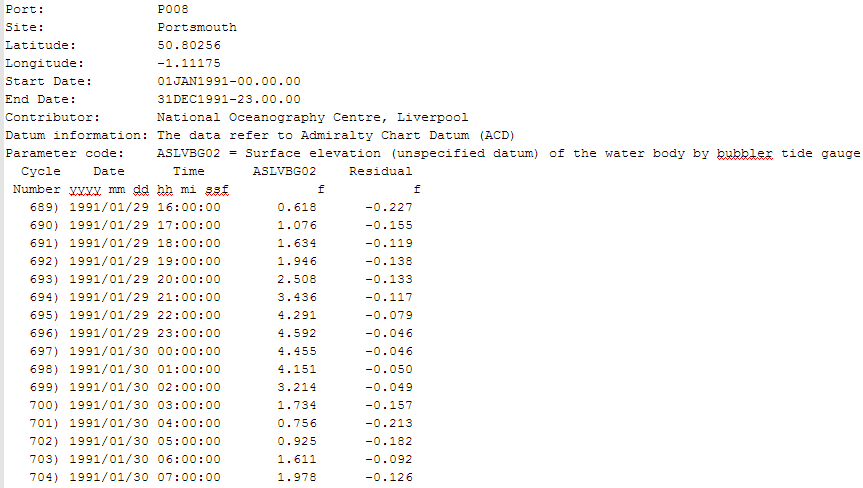 Port: P008
Site: Portsmouth
Latitude: 50.80256
Longitude: -1.11175
Start Date: 01JAN1991-00.00.00
End Date: 31DEC1991-23.00.00
Contributor: National Oceanography Centre, Liverpool
Datum information: The data refer to Admiralty Chart Datum (ACD)
Parameter code: ASLVBG02 = Surface elevation (unspecified datum) of the water body by bubbler tide gauge
Cycle Date Time ASLVBG02 Residual
Number yyyy mm dd hh mi ssf f f
689) 1991/01/29 16:00:00 0.618 -0.227
690) 1991/01/29 17:00:00 1.076 -0.155
691) 1991/01/29 18:00:00 1.634 -0.119
692) 1991/01/29 19:00:00 1.946 -0.138
693) 1991/01/29 20:00:00 2.508 -0.133
694) 1991/01/29 21:00:00 3.436 -0.117
695) 1991/01/29 22:00:00 4.291 -0.079
696) 1991/01/29 23:00:00 4.592 -0.046
697) 1991/01/30 00:00:00 4.455 -0.046
698) 1991/01/30 01:00:00 4.151 -0.050
699) 1991/01/30 02:00:00 3.214 -0.049
700) 1991/01/30 03:00:00 1.734 -0.157
701) 1991/01/30 04:00:00 0.756 -0.213
702) 1991/01/30 05:00:00 0.925 -0.182
703) 1991/01/30 06:00:00 1.611 -0.092
704) 1991/01/30 07:00:00 1.978 -0.126